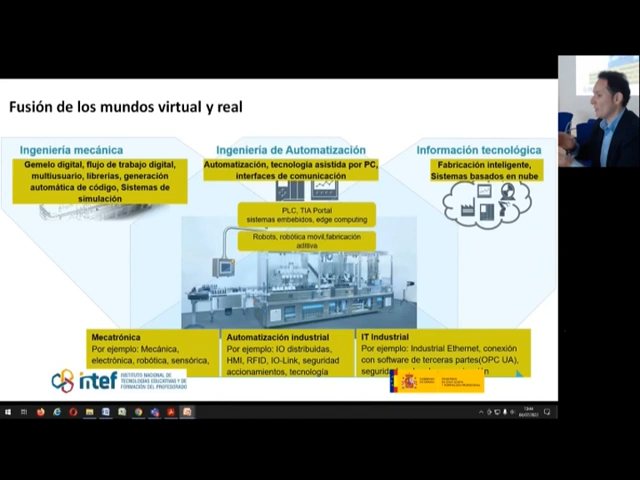 Fusión de los mundos virtual y real
Ingeniería mecánica
Gemelo digital, flujo de trabajo digital,
multiusuario, librerias, generación
automática de código, Sistemas de
simulación
Ingeniería de Automatización
Automatización, tecnología asistida por PC,
interfaces de comunicación
Información tecnológica
Fabricación inteligente,
Sistemas basados en nube
PLC, TIA Portal
sistemas embebidos, edge computing
Robots, robótica móvil,fabricación
aditiva
Mecatrónica
Por ejemplo: Mecánica,
electrónica, robótica, sensórica,
Automatización industrial
Por ejemplo: IO distribuidas,
HMI, RFID, IO-Link, seguridad
accionamientos, tecnología
IT Industrial
Por ejemplo: Industrial Ethernet, conexión
con software de terceras partes(OPC UA),
intef
INSTITUTO NACIONAL DE
TECNOLOGÍAS EDUCATIVAS Y DE
FORMACIÓN DEL PROFESORADO